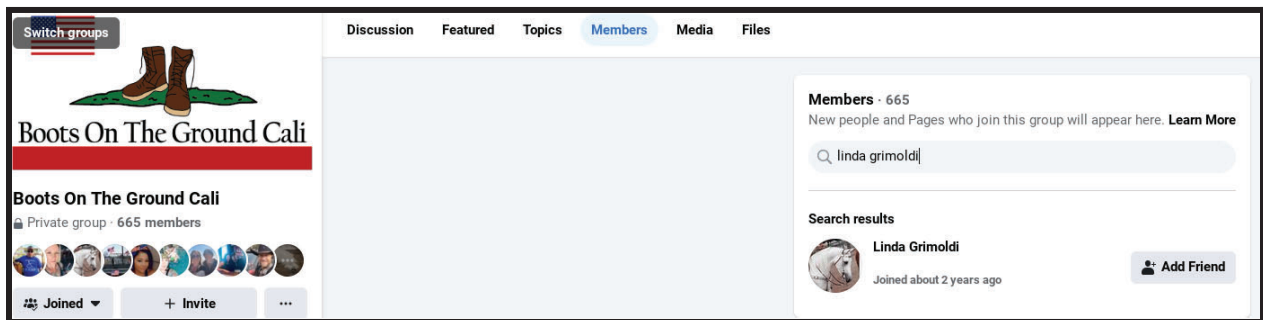 Switch groups
Boots On The Ground Cali
Boots On The Ground Cali
Private group · 665 members
Joined
+ Invite
...
Discussion Featured Topics Members Media Files
Members · 665
New people and Pages who join this group will appear here. Learn More
linda grimoldi
Search results
Linda Grimoldi
Joined about 2 years ago
Add Friend